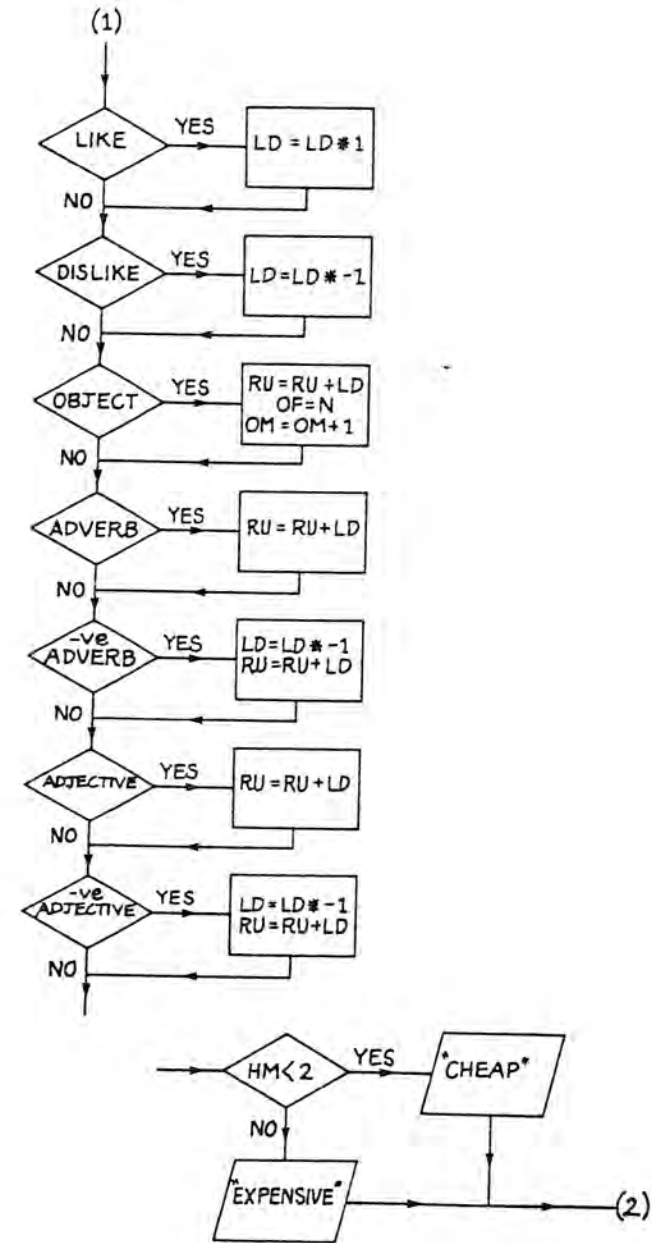 (1)
LIKE
YES
LD = LD * 1
NO
DISLIKE
YES
LD = LD * -1
NO
OBJECT
YES
RU = RU + LD
OF = N
OM = OM + 1
NO
ADVERB
YES
RU = RU + LD
NO
-ve
ADVERB
YES
LD = LD * -1
RU = RU + LD
NO
ADJECTIVE
YES
RU = RU + LD
NO
-ve
ADJECTIVE
YES
LD = LD * -1
RU = RU + LD
NO
HM < 2
YES
"CHEAP"
NO
"EXPENSIVE"
(2)